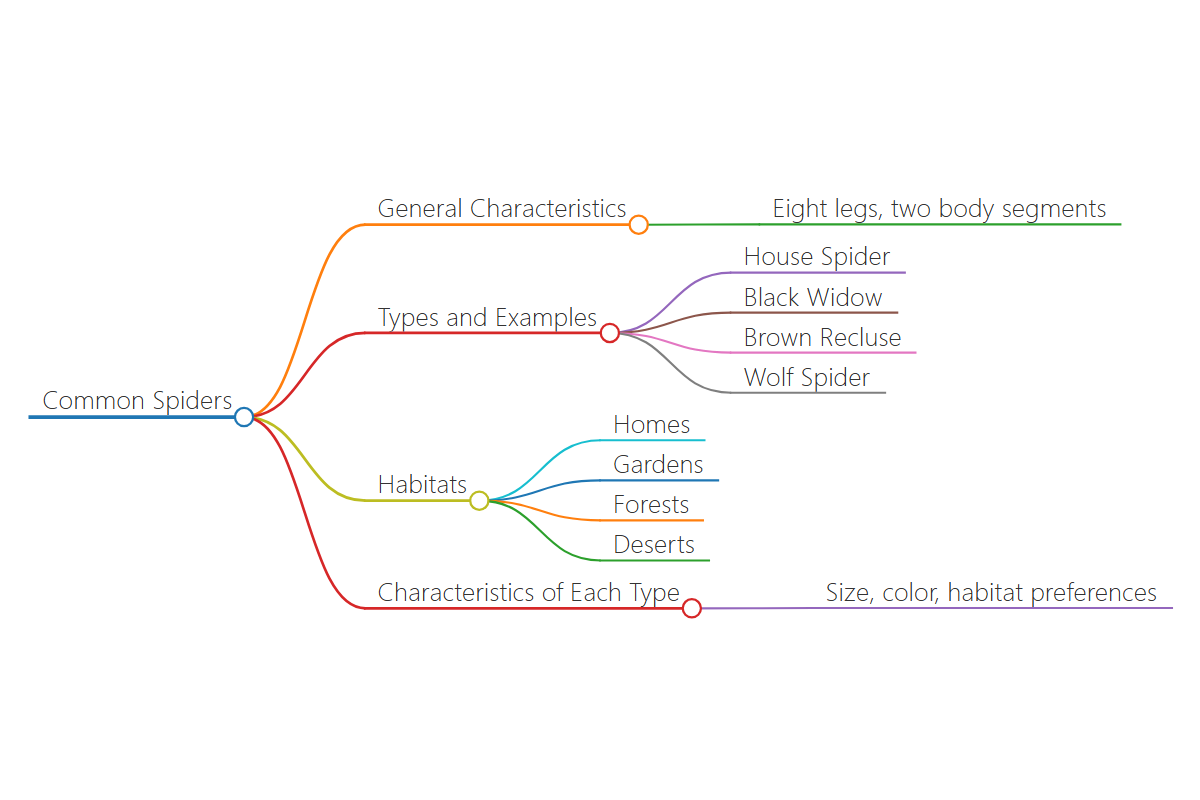 Common Spiders
General Characteristics
Eight legs, two body segments
Types and Examples
House Spider
Black Widow
Brown Recluse
Wolf Spider
Habitats
Homes
Gardens
Forests
Deserts
Characteristics of Each Type
Size, color, habitat preferences